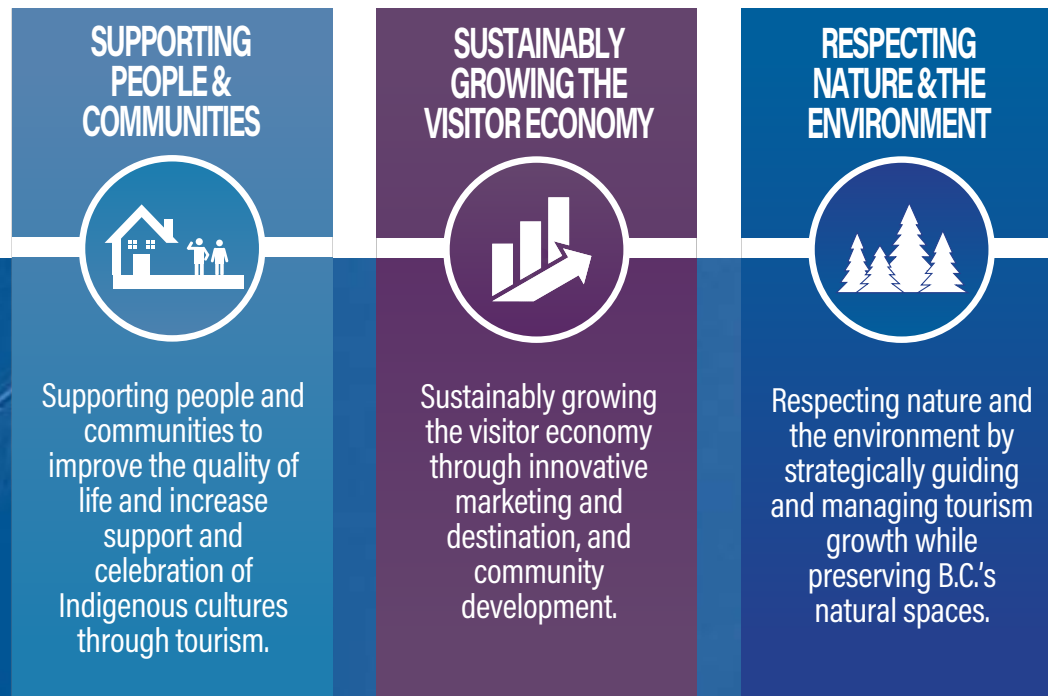 SUPPORTING
PEOPLE &
COMMUNITIES
Supporting people and
communities to
improve the quality of
life and increase
support and
celebration of
Indigenous cultures
through tourism.
SUSTAINABLY
GROWING THE
VISITOR ECONOMY
Sustainably growing
the visitor economy
through innovative
marketing and
destination, and
community
development.
RESPECTING
NATURE & THE
ENVIRONMENT
Respecting nature and
the environment by
strategically guiding
and managing tourism
growth while
preserving B.C.'s
natural spaces.